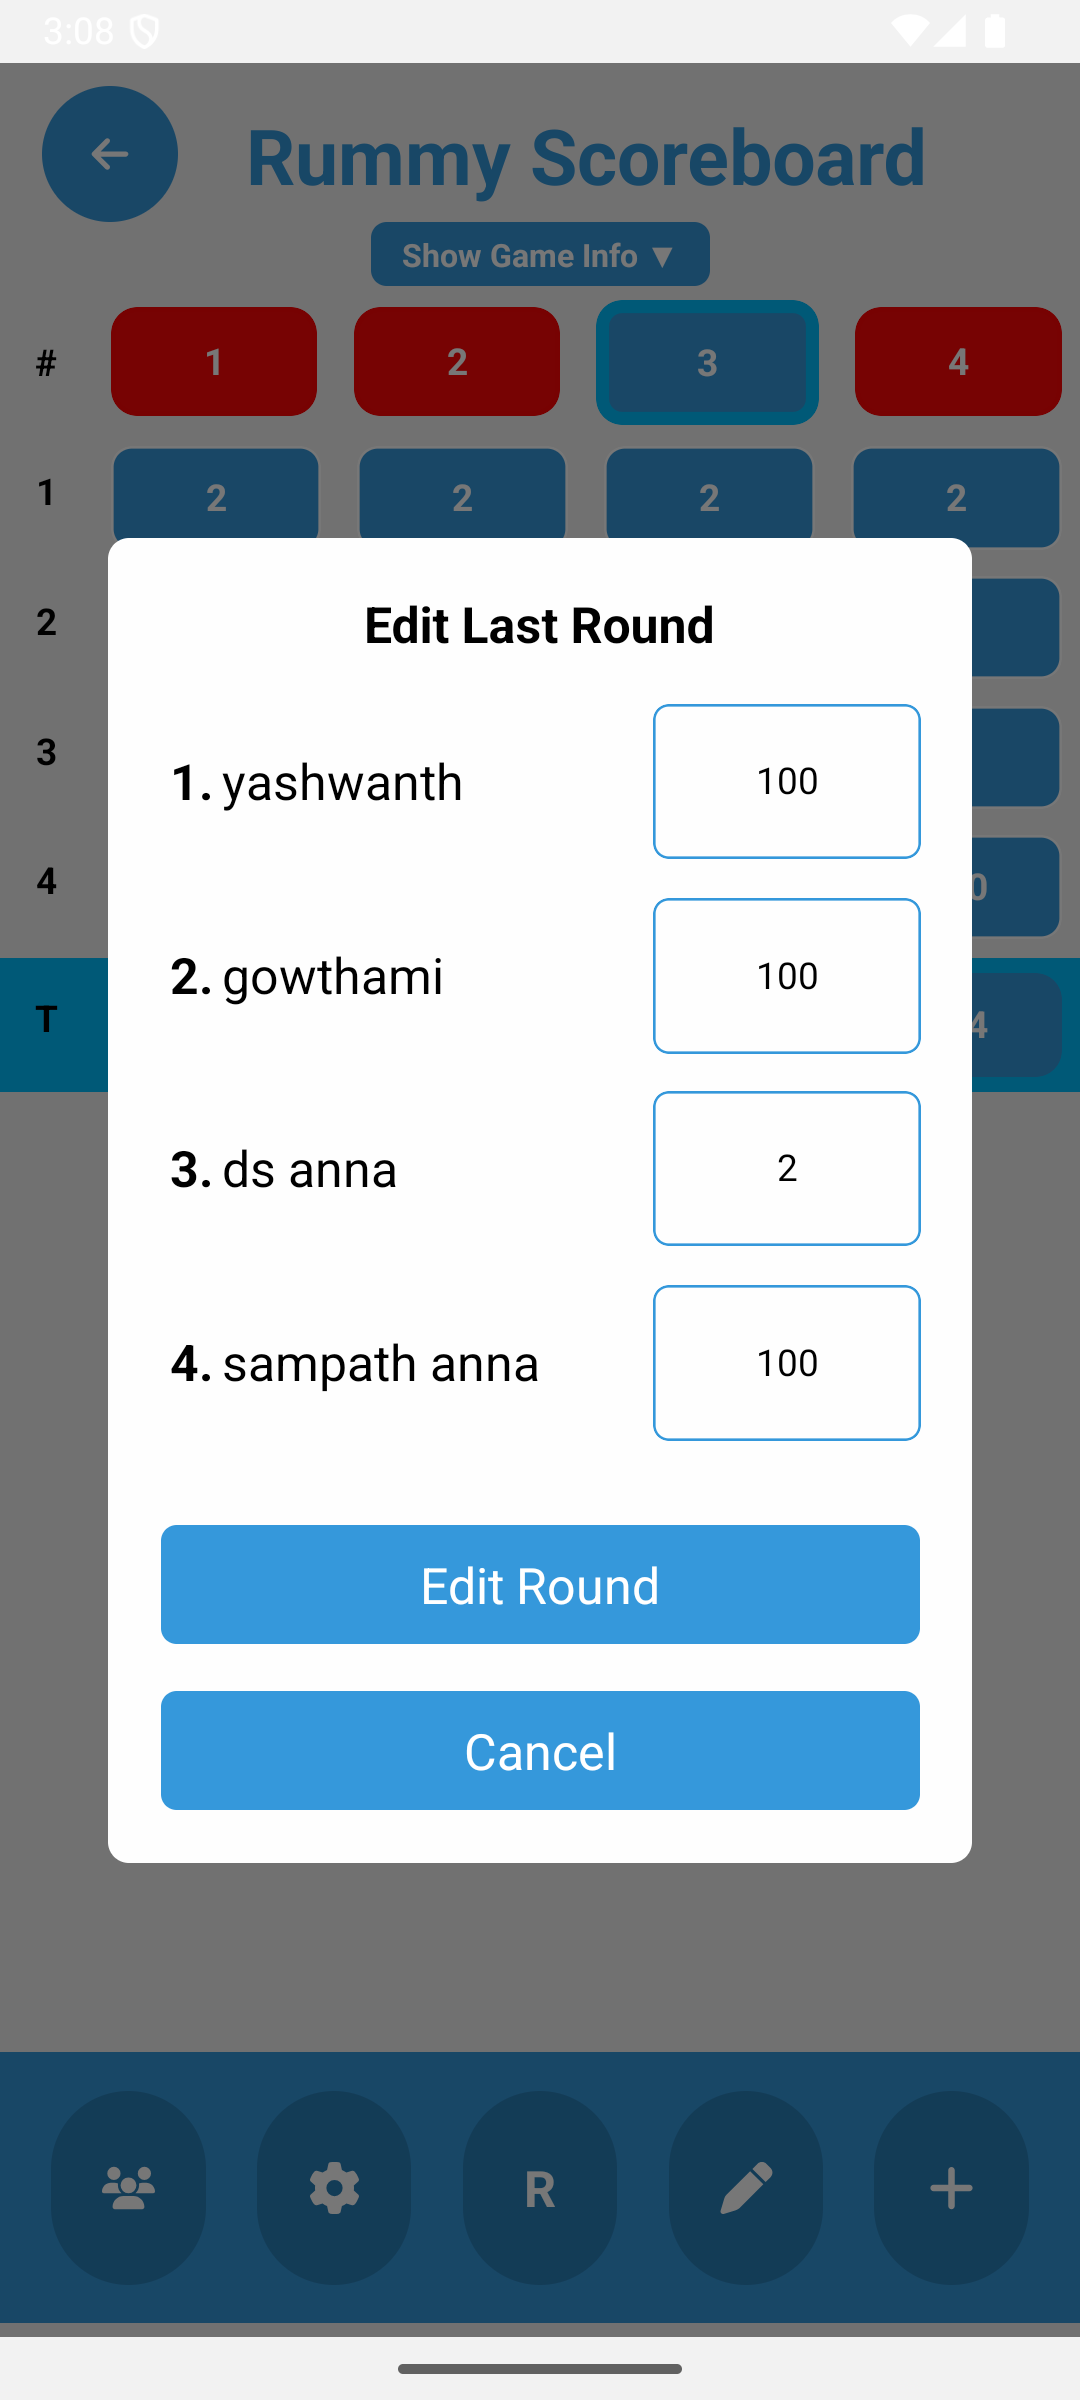 3:08
Rummy Scoreboard
Show Game Info ▼
# 1 2 3 4
1 2 2 2 2
2
3
4 0
T 4
Edit Last Round
1. yashwanth 100
2. gowthami 100
3. ds anna 2
4. sampath anna 100
Edit Round
Cancel
R